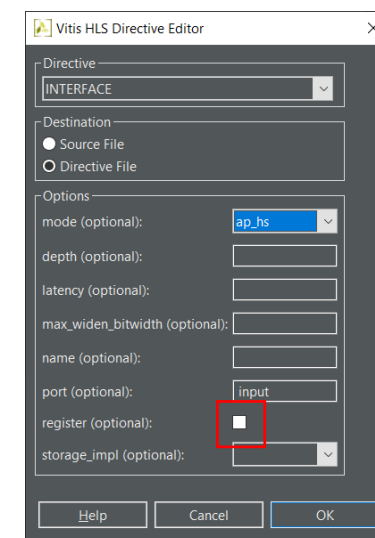 Vitis HLS Directive Editor
Directive
INTERFACE
Destination
Source File
Directive File
Options
mode (optional): ap_hs
depth (optional):
latency (optional):
max_widen_bitwidth (optional):
name (optional):
port (optional): input
register (optional):
storage_impl (optional):
Help Cancel OK